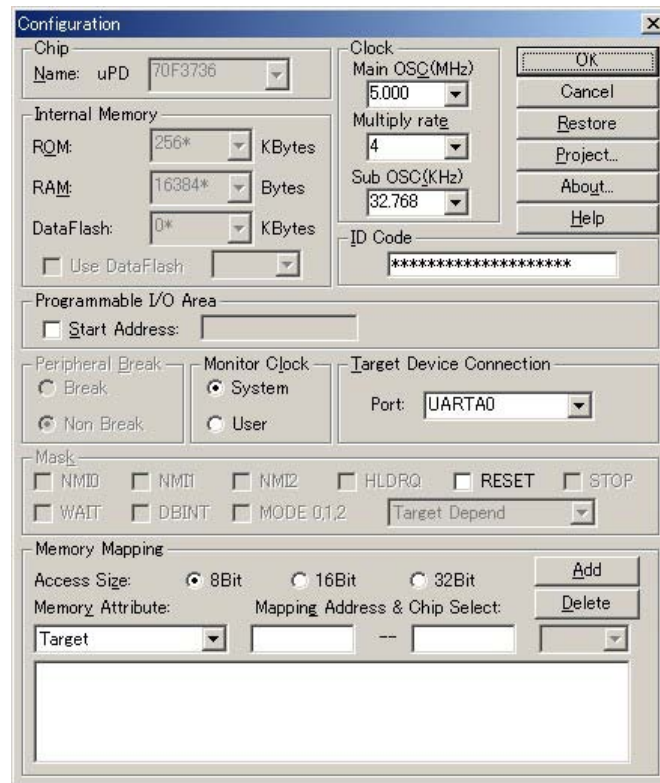 Configuration
Chip
Name: uPD 70F3736
Internal Memory
ROM: 256* KBytes
RAM: 16384* Bytes
DataFlash: 0* KBytes
Use DataFlash
Clock
Main OSC(MHz)
5.000
Multiply rate
4
Sub OSC(KHz)
32.768
OK
Cancel
Restore
Project...
About...
Help
ID Code
********************
Programmable I/O Area
Start Address:
Peripheral Break
Break
Non Break
Monitor Clock
System
User
Target Device Connection
Port: UARTA0
Mask
NMI0 NMI1 NMI2 HLDRQ RESET STOP
WAIT DBINT MODE 0,1,2 Target Depend
Memory Mapping
Access Size: 8Bit 16Bit 32Bit
Add
Memory Attribute: Mapping Address & Chip Select:
Delete
Target --